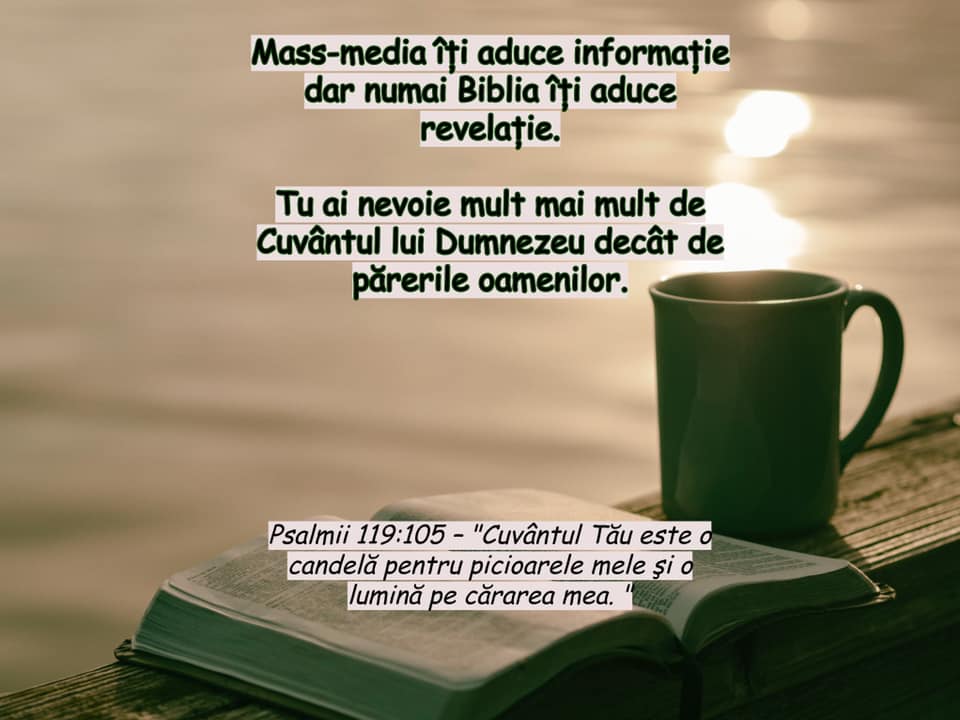 Mass-media îți aduce informație
dar numai Biblia îți aduce
revelație.
Tu ai nevoie mult mai mult de
Cuvântul lui Dumnezeu decât de
părerile oamenilor.
Psalmii 119:105 – "Cuvântul Tău este o
candelă pentru picioarele mele şi o
lumină pe cărarea mea. "